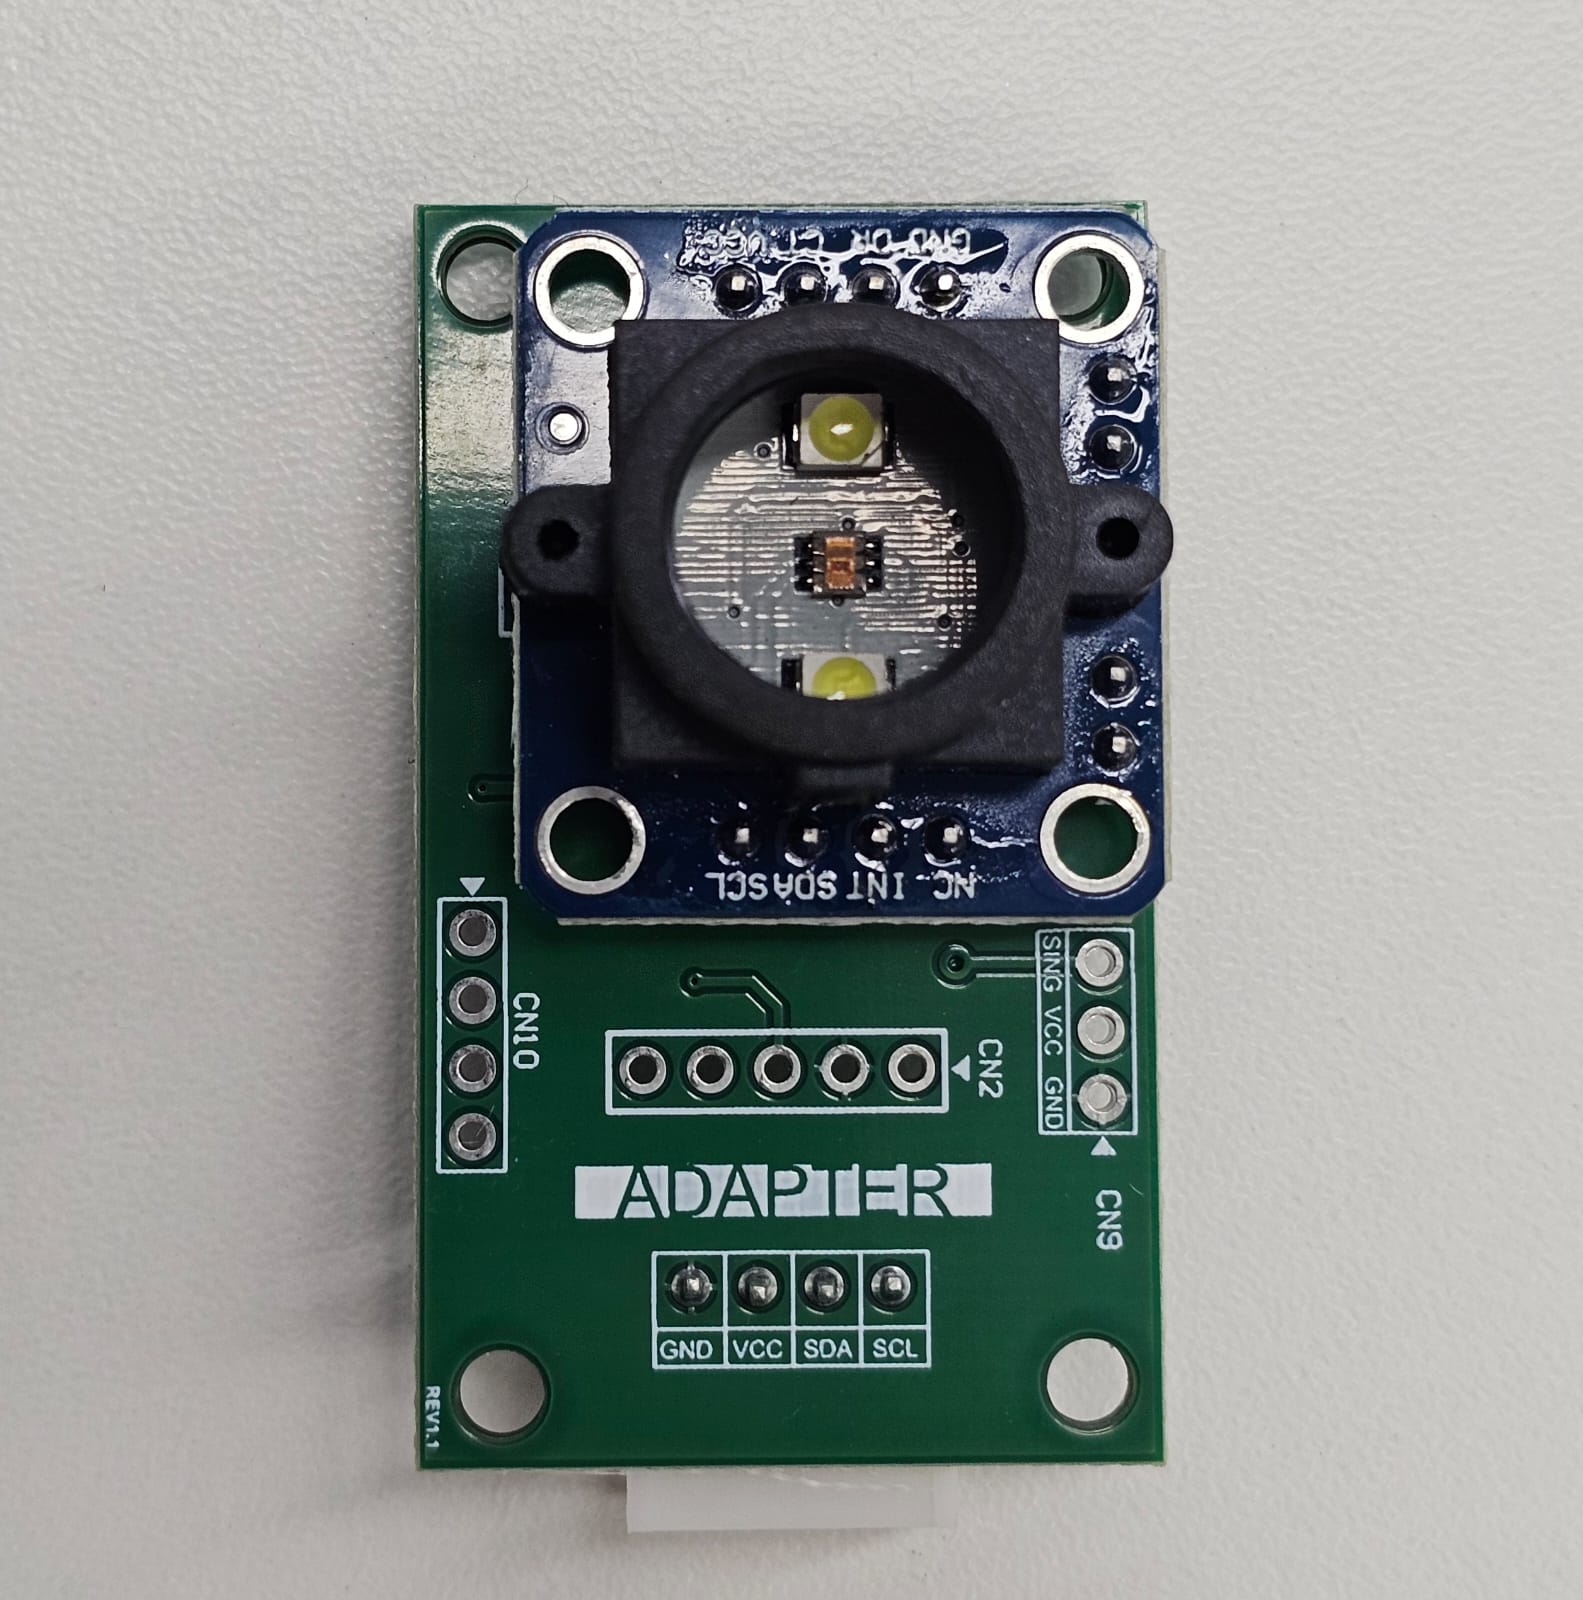 GND DR CT VCC
NC INT SDA SCL
SING VCC GND
CN10
CN2
ADAPTER
CN9
GND VCC SDA SCL
REV1.1